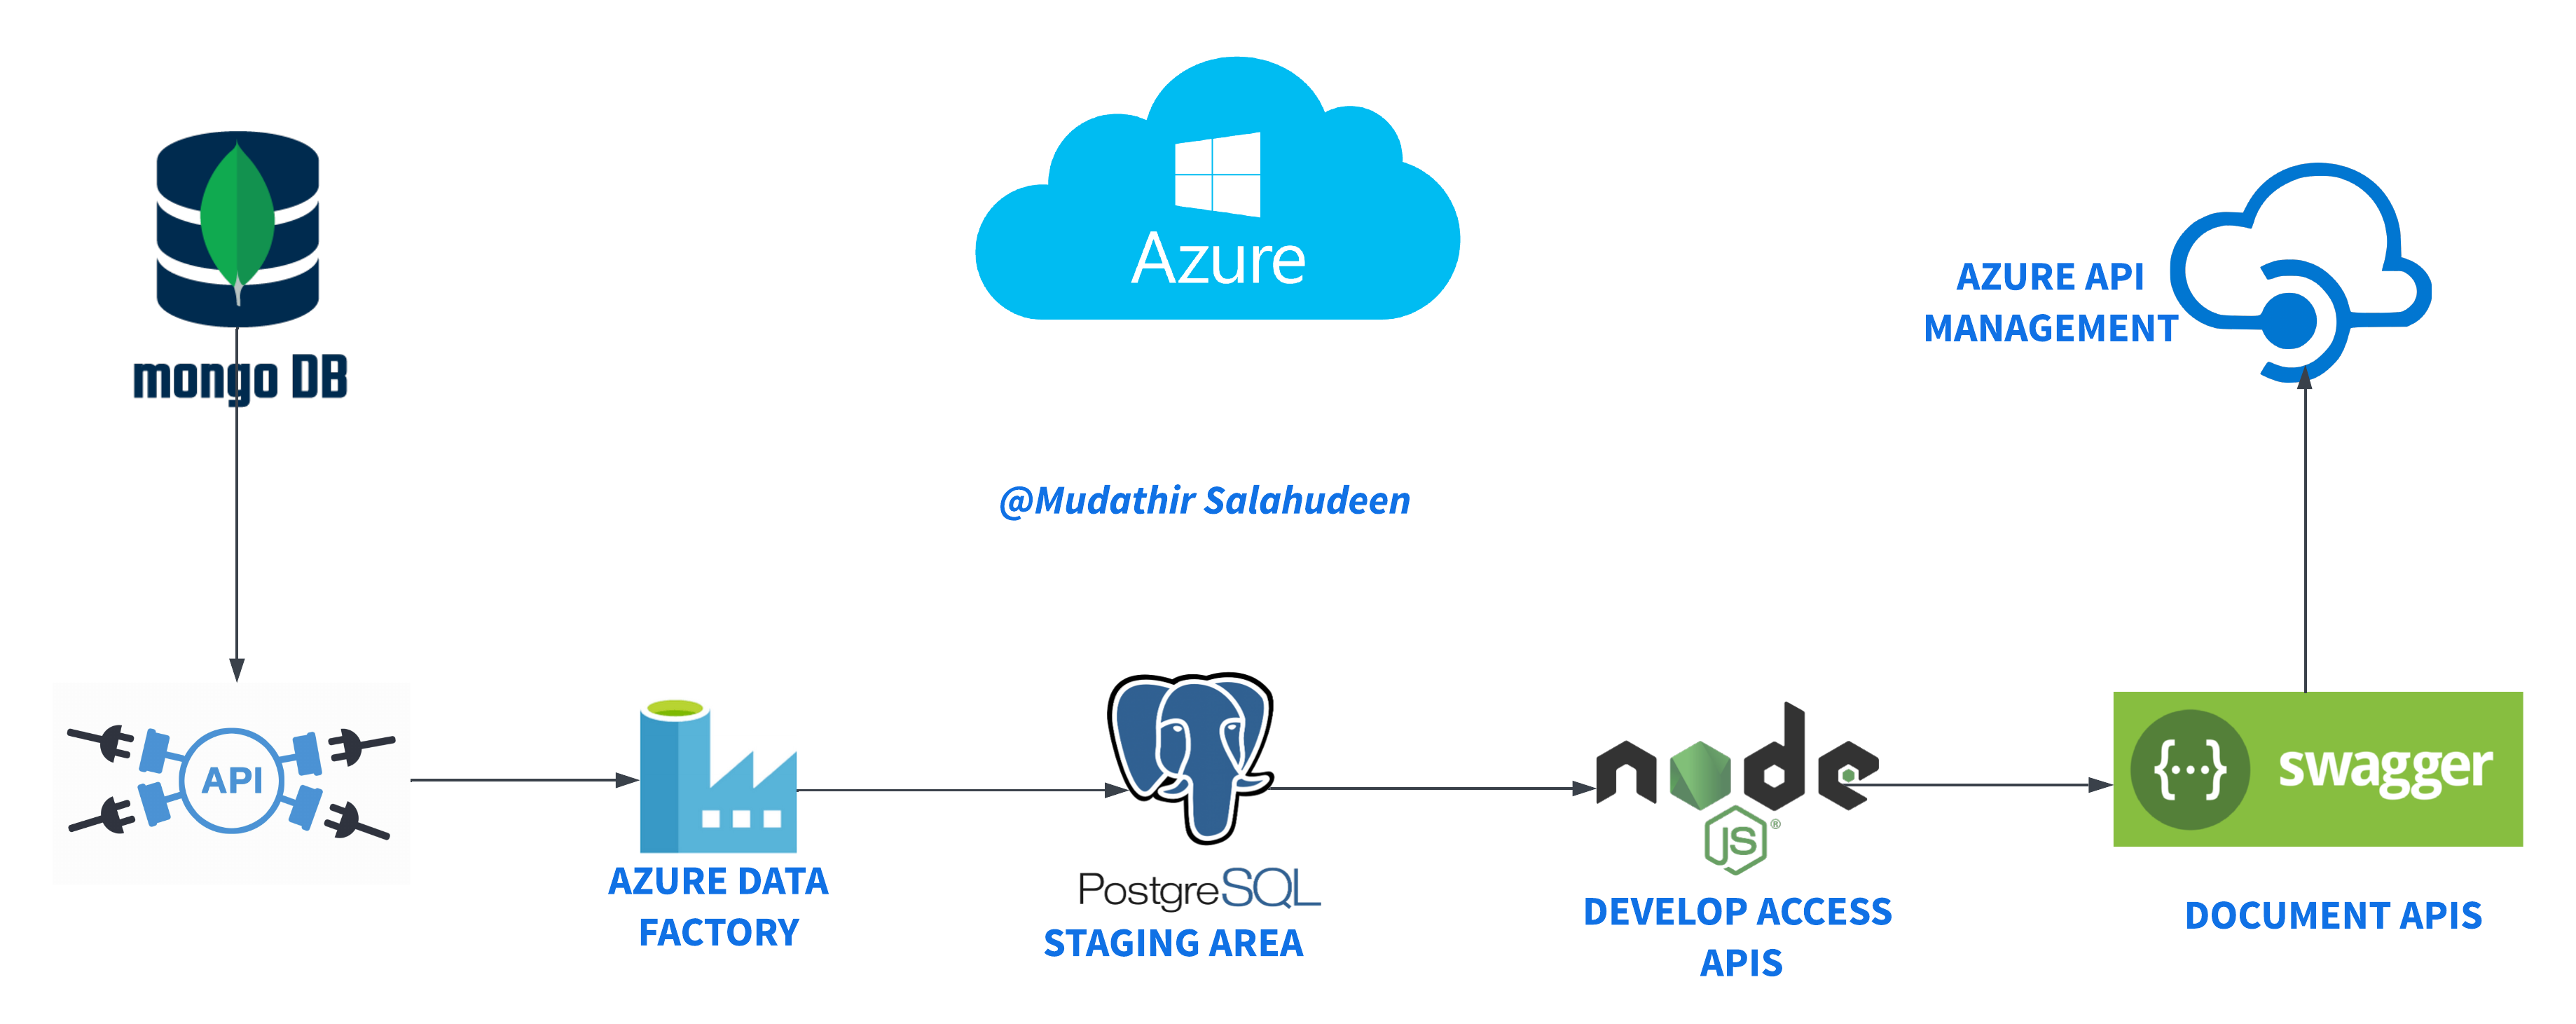 mongo DB
Azure
AZURE API
MANAGEMENT
@Mudathir Salahudeen
API
AZURE DATA
FACTORY
PostgreSQL
STAGING AREA
node
JS®
DEVELOP ACCESS
APIS
{···} swagger
DOCUMENT APIS